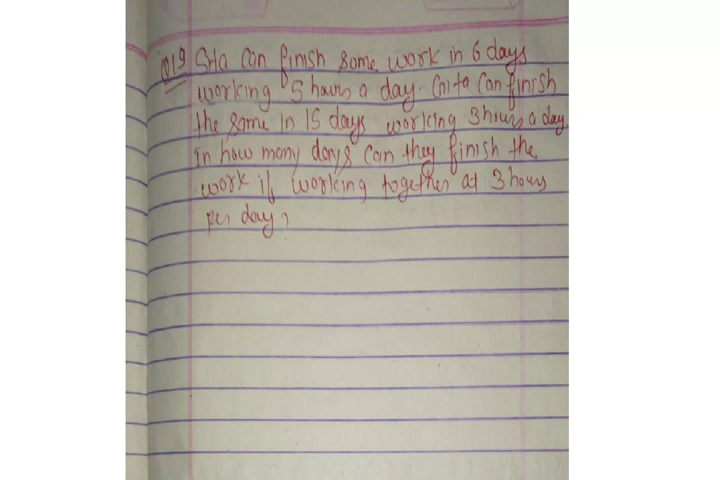 Q19 Sita can finish some work in 6 days
working 5 hours a day. Gita can finish
the same in 15 days working 3 hours a day
In how many days can they finish the
work if working together at 3 hours
per day?